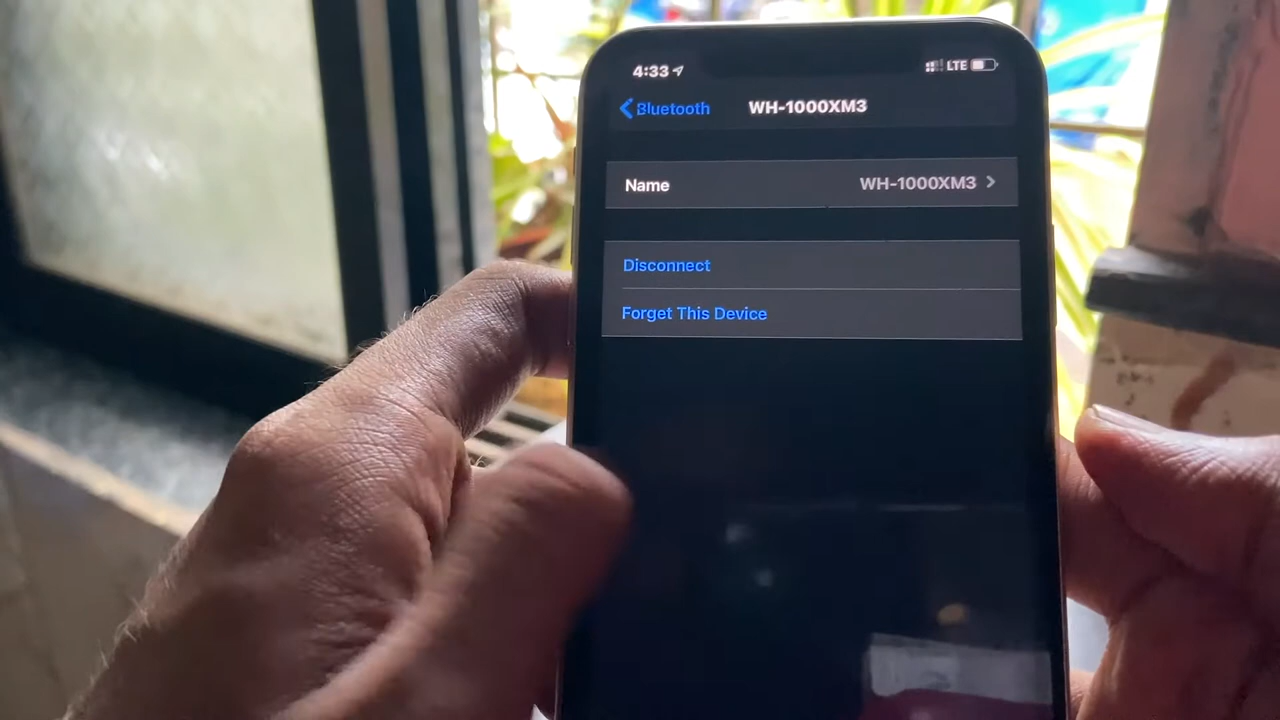 4:33 LTE
Bluetooth WH-1000XM3
Name WH-1000XM3
Disconnect
Forget This Device